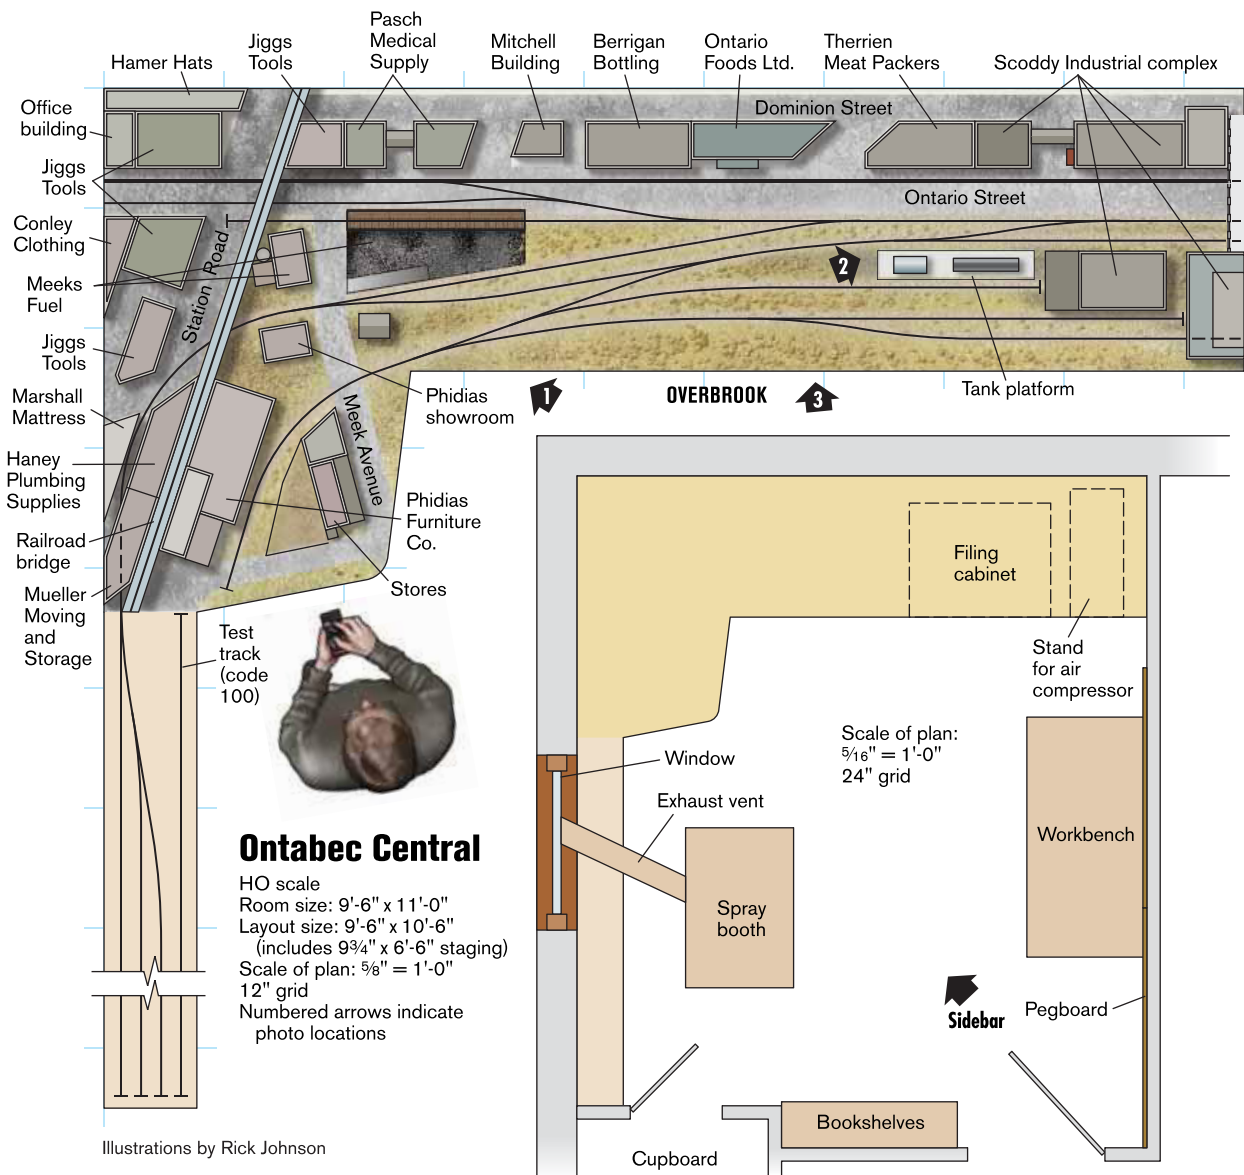 Hamer Hats
Jiggs
Tools
Pasch
Medical
Supply
Mitchell
Building
Berrigan
Bottling
Ontario
Foods Ltd.
Therrien
Meat Packers
Scoddy Industrial complex
Office
building
Jiggs
Tools
Conley
Clothing
Meeks
Fuel
Jiggs
Tools
Marshall
Mattress
Haney
Plumbing
Supplies
Railroad
bridge
Mueller
Moving
and
Storage
Dominion Street
Ontario Street
Station Road
2
Tank platform
1
OVERBROOK
3
Phidias
showroom
Meek Avenue
Phidias
Furniture
Co.
Stores
Test
track
(code
100)
Ontabec Central
HO scale
Room size: 9'-6" x 11'-0"
Layout size: 9'-6" x 10'-6"
(includes 9¾" x 6'-6" staging)
Scale of plan: ⅝" = 1'-0"
12" grid
Numbered arrows indicate
photo locations
Illustrations by Rick Johnson
Filing
cabinet
Stand
for air
compressor
Scale of plan:
5/16" = 1'-0"
24" grid
Window
Exhaust vent
Spray
booth
Workbench
Pegboard
Sidebar
Bookshelves
Cupboard